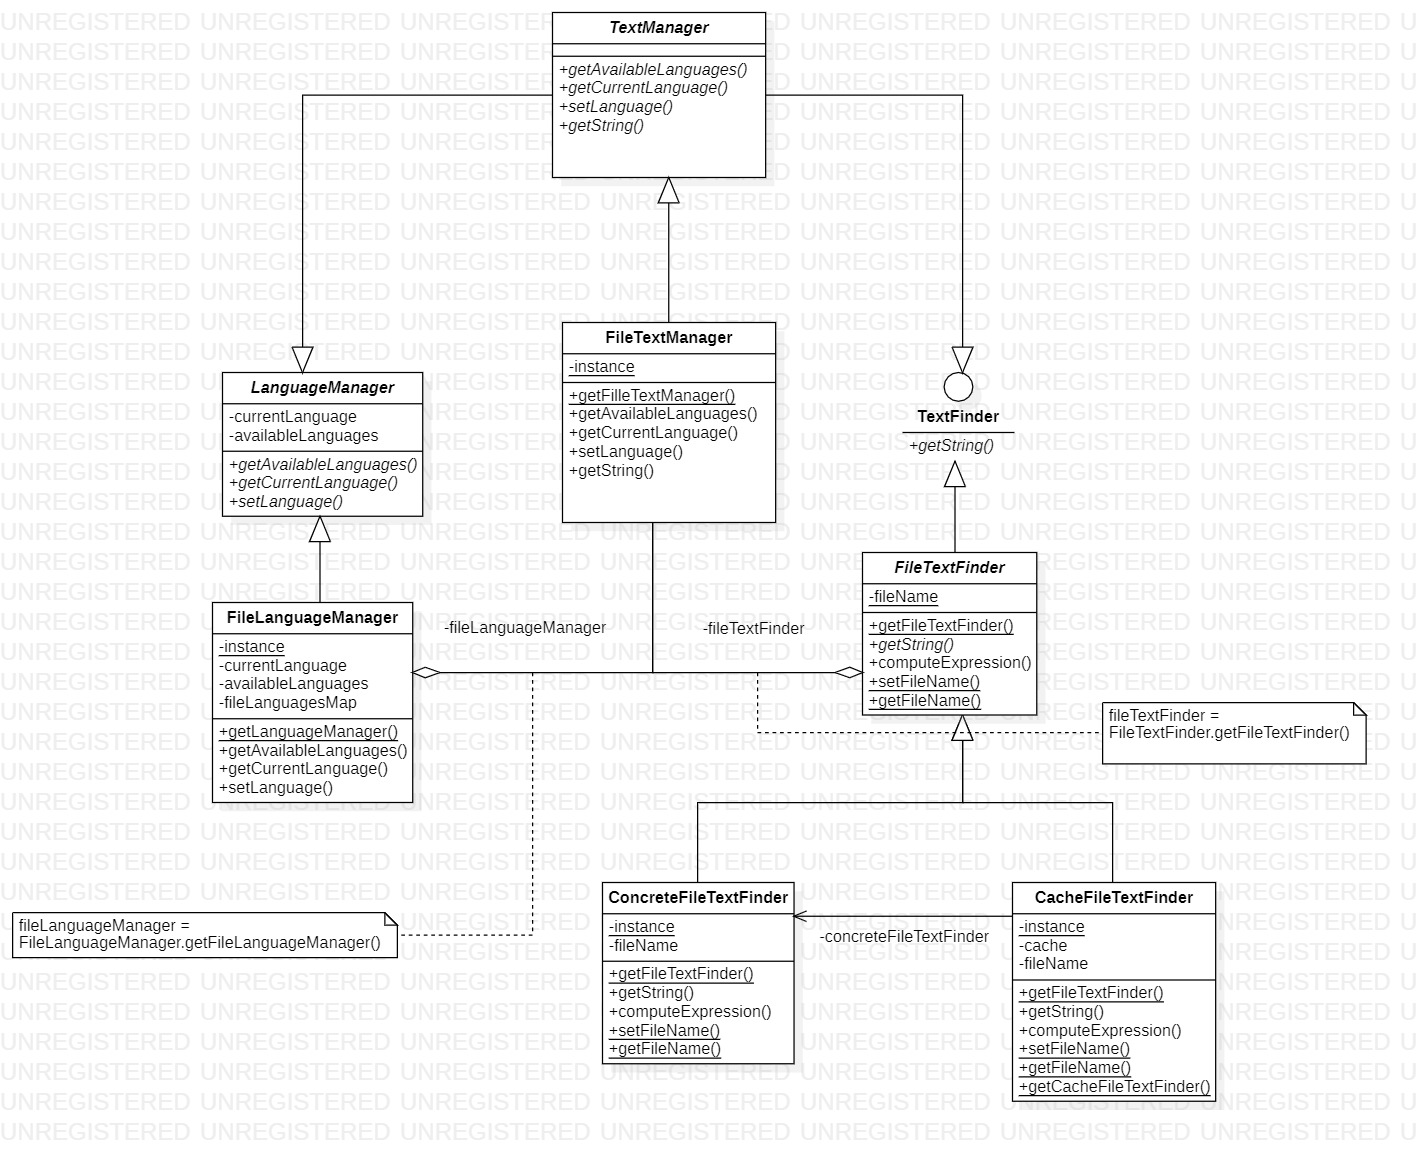 TextManager
+getAvailableLanguages()
+getCurrentLanguage()
+setLanguage()
+getString()
FileTextManager
-instance
+getFilleTextManager()
+getAvailableLanguages()
+getCurrentLanguage()
+setLanguage()
+getString()
LanguageManager
-currentLanguage
-availableLanguages
+getAvailableLanguages()
+getCurrentLanguage()
+setLanguage()
TextFinder
+getString()
FileLanguageManager
-instance
-currentLanguage
-availableLanguages
-fileLanguagesMap
+getLanguageManager()
+getAvailableLanguages()
+getCurrentLanguage()
+setLanguage()
-fileLanguageManager
-fileTextFinder
FileTextFinder
-fileName
+getFileTextFinder()
+getString()
+computeExpression()
+setFileName()
+getFileName()
fileTextFinder =
FileTextFinder.getFileTextFinder()
fileLanguageManager =
FileLanguageManager.getFileLanguageManager()
ConcreteFileTextFinder
-instance
-fileName
+getFileTextFinder()
+getString()
+computeExpression()
+setFileName()
+getFileName()
-concreteFileTextFinder
CacheFileTextFinder
-instance
-cache
-fileName
+getFileTextFinder()
+getString()
+computeExpression()
+setFileName()
+getFileName()
+getCacheFileTextFinder()
UNREGISTERED